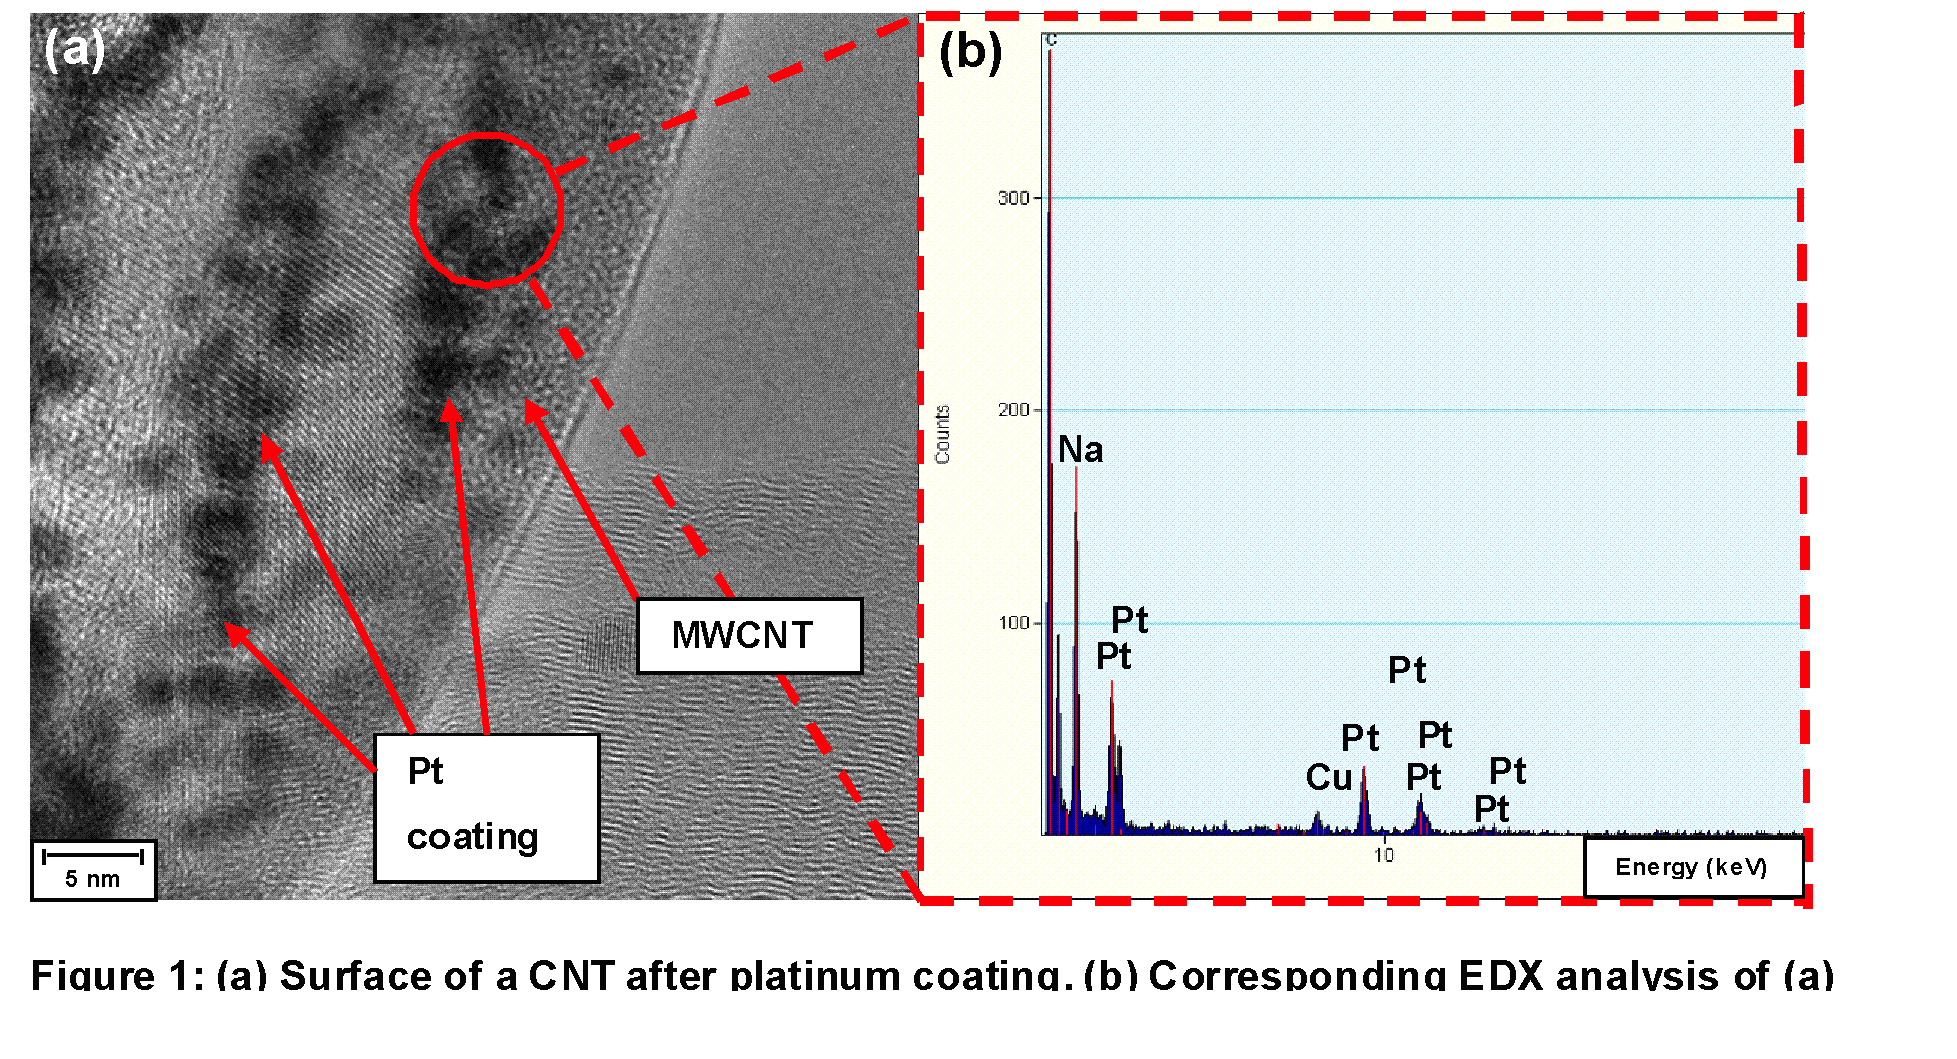 (a)
MWCNT
Pt
coating
5 nm
(b)
C
300
200
100
Counts
Na
Pt
Pt
Pt
Pt
Pt
Cu
Pt
Pt
Pt
10
Energy (keV)
Figure 1: (a) Surface of a CNT after platinum coating. (b) Corresponding EDX analysis of (a)